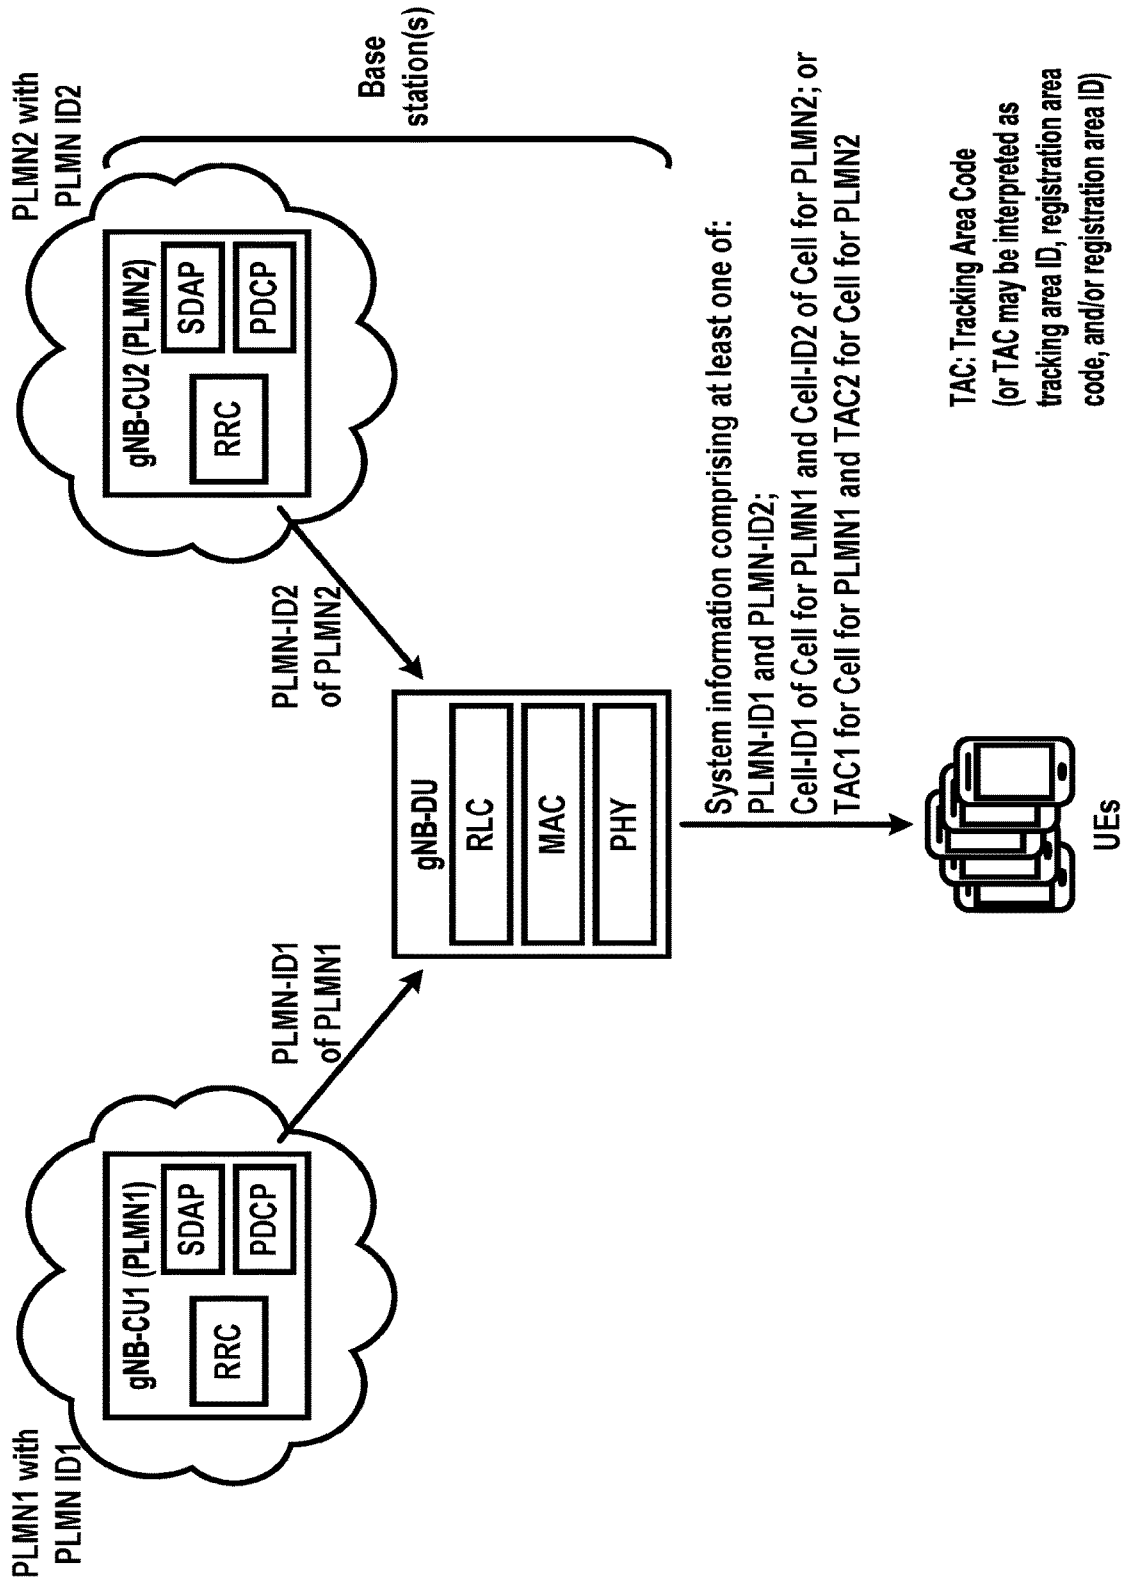 PLMN1 with
PLMN ID1
gNB-CU1 (PLMN1)
RRC
SDAP
PDCP
PLMN2 with
PLMN ID2
gNB-CU2 (PLMN2)
RRC
SDAP
PDCP
Base
station(s)
PLMN-ID1
of PLMN1
PLMN-ID2
of PLMN2
gNB-DU
RLC
MAC
PHY
System information comprising at least one of:
PLMN-ID1 and PLMN-ID2;
Cell-ID1 of Cell for PLMN1 and Cell-ID2 of Cell for PLMN2; or
TAC1 for Cell for PLMN1 and TAC2 for Cell for PLMN2
UEs
TAC: Tracking Area Code
(or TAC may be interpreted as
tracking area ID, registration area
code, and/or registration area ID)